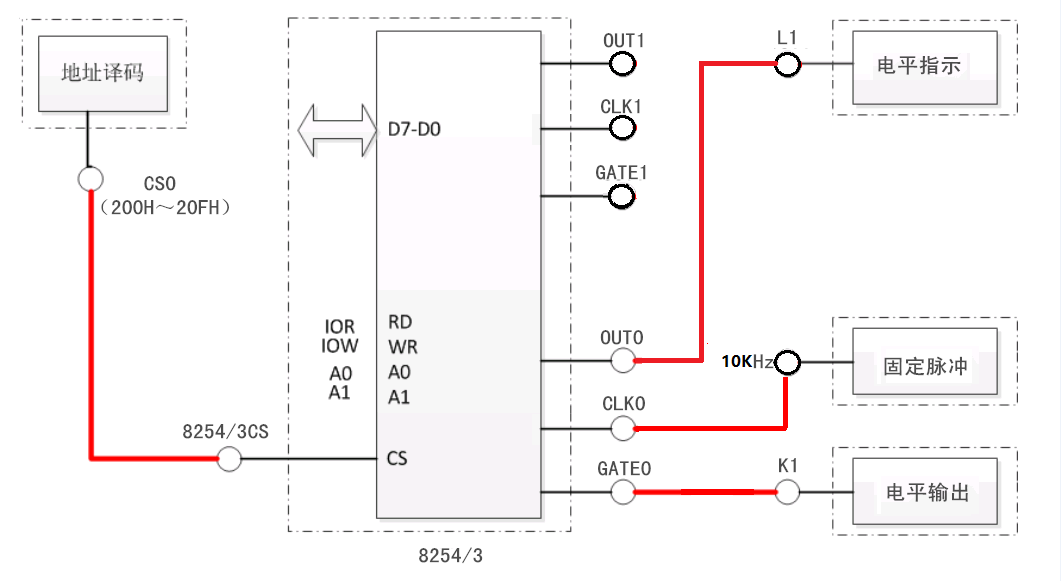 地址译码
CS0
（200H～20FH）
D7-D0
IOR
IOW
A0
A1
RD
WR
A0
A1
8254/3CS
CS
8254/3
OUT1
CLK1
GATE1
OUT0
CLK0
GATE0
L1
电平指示
10KHz
固定脉冲
K1
电平输出